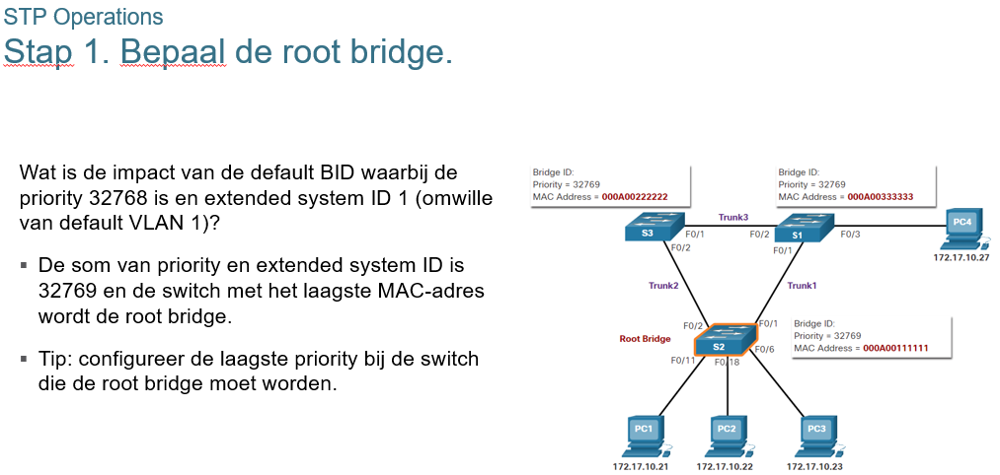 STP Operations
Stap 1. Bepaal de root bridge.
Wat is de impact van de default BID waarbij de
priority 32768 is en extended system ID 1 (omwille
van default VLAN 1)?
▪ De som van priority en extended system ID is
32769 en de switch met het laagste MAC-adres
wordt de root bridge.
▪ Tip: configureer de laagste priority bij de switch
die de root bridge moet worden.
Bridge ID:
Priority = 32769
MAC Address = 000A00222222
Bridge ID:
Priority = 32769
MAC Address = 000A00333333
S3
F0/1
Trunk3
F0/2
S1
F0/3
PC4
172.17.10.27
F0/2
F0/1
Trunk2
Trunk1
F0/2
F0/1
Root Bridge
S2
F0/6
F0/11
F0/18
Bridge ID:
Priority = 32769
MAC Address = 000A00111111
PC1
PC2
PC3
172.17.10.21
172.17.10.22
172.17.10.23